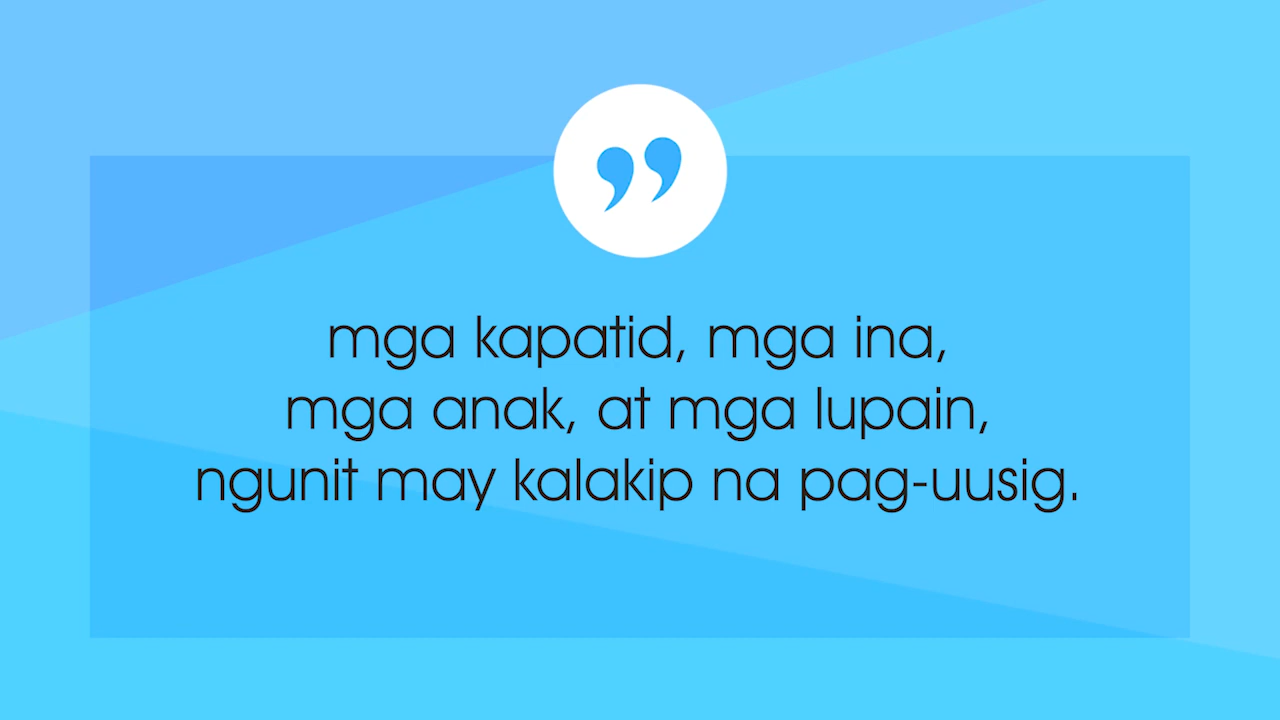 mga kapatid, mga ina,
mga anak, at mga lupain,
ngunit may kalakip na pag-uusig.